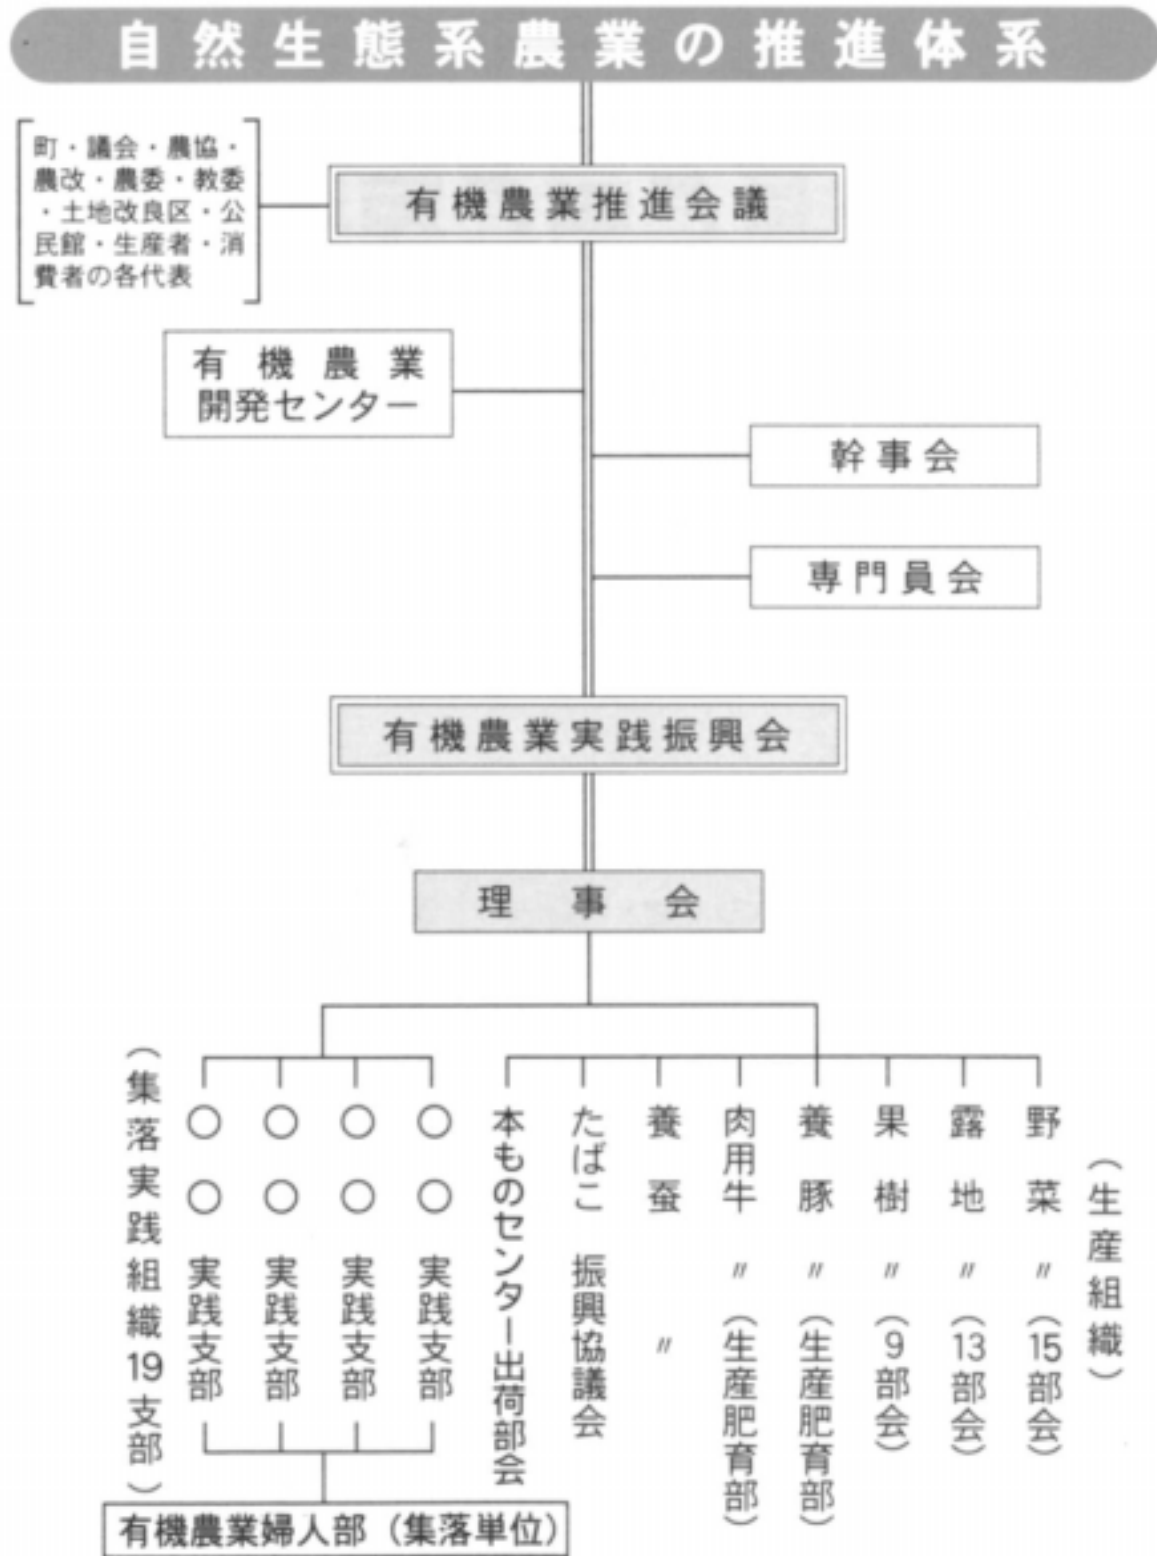 自然生態系農業の推進体系
町・議会・農協・
農改・農委・教委
・土地改良区・公
民館・生産者・消
費者の各代表
有機農業推進会議
有機農業
開発センター
幹事会
専門員会
有機農業実践振興会
理事会
(生産組織)
野菜〃(15部会)
露地〃(13部会)
果樹〃(9部会)
養豚〃(生産肥育部)
肉用牛〃(生産肥育部)
養蚕〃
たばこ振興協議会
本ものセンター出荷部会
○○実践支部
○○実践支部
○○実践支部
○○実践支部
(集落実践組織19支部)
有機農業婦人部(集落単位)